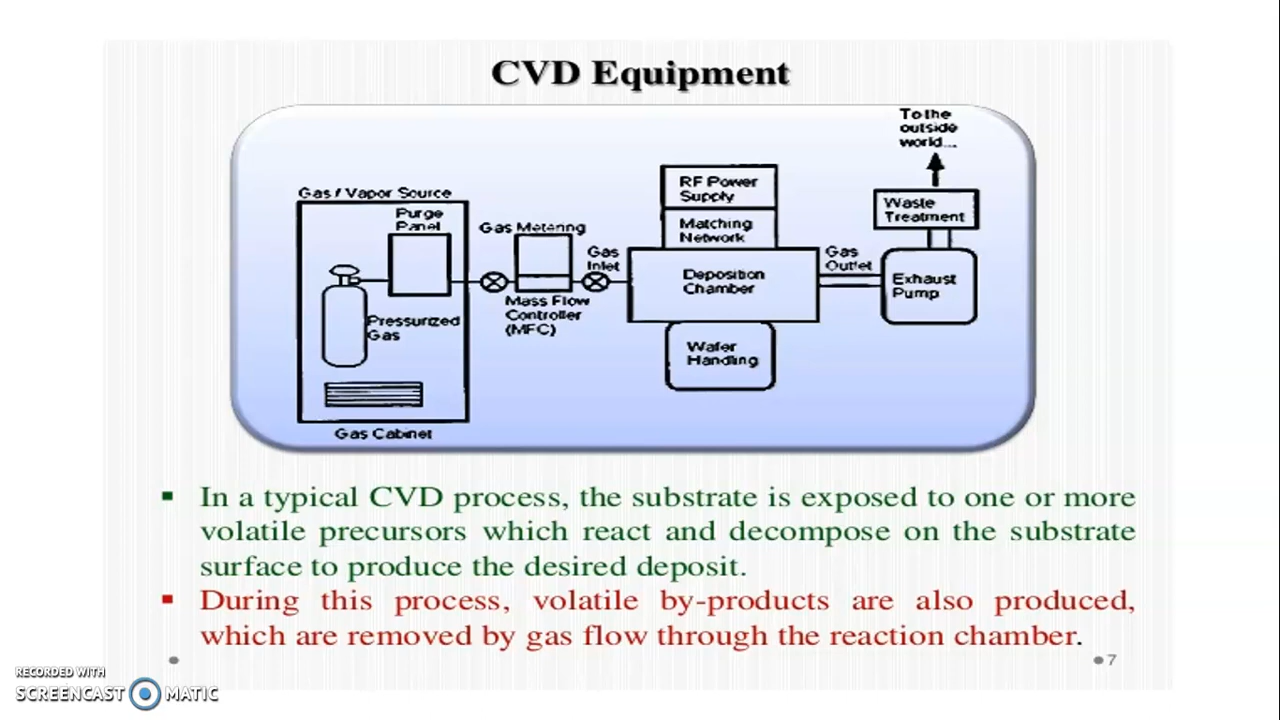 CVD Equipment
To the
outside
world...
RF Power
Supply
Gas / Vapor Source
Waste
Treatment
Purge
Panel
Matching
Network
Gas Metering
Gas
Inlet
Gas
Outlet
Deposition
Chamber
Exhaust
Pump
Mass Flow
Controller
(MFC)
Pressurized
Gas
Wafer
Handling
Gas Cabinet
▪ In a typical CVD process, the substrate is exposed to one or more
volatile precursors which react and decompose on the substrate
surface to produce the desired deposit.
▪ During this process, volatile by-products are also produced,
which are removed by gas flow through the reaction chamber.
7
RECORDED WITH
SCREENCAST MATIC